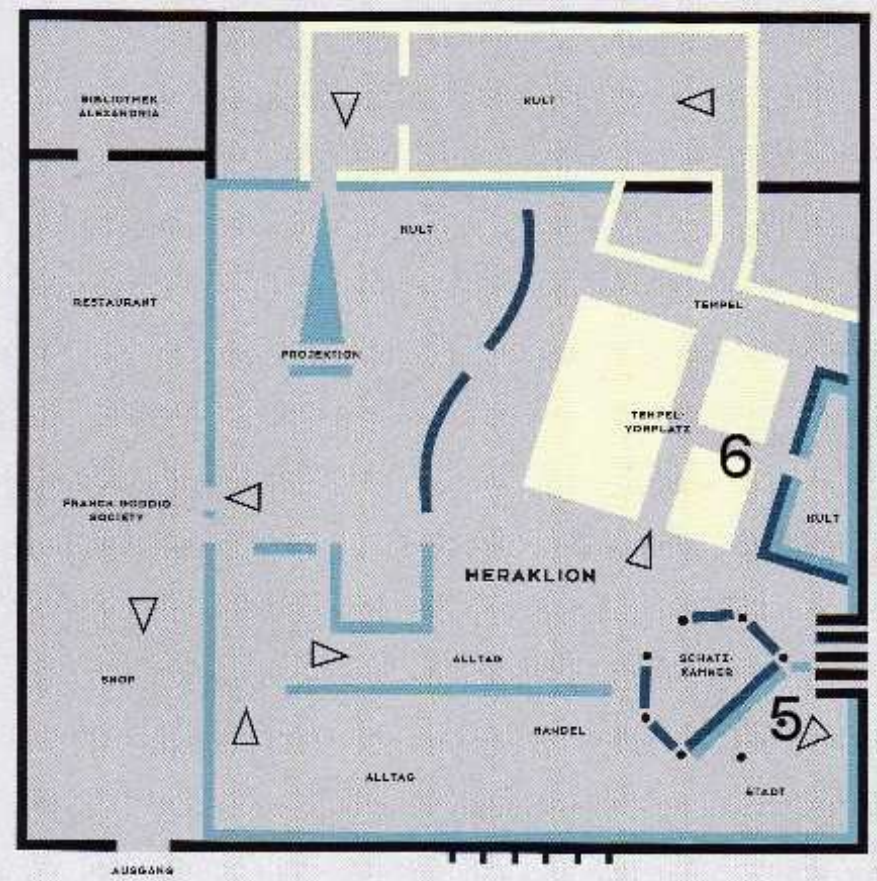 BIBLIOTHEK
ALEXANDRIA
KULT
KULT
RESTAURANT
TEMPEL
PROJEKTION
TEMPEL-
VORPLATZ
6
FRANCK GODDIO
SOCIETY
KULT
HERAKLION
ALLTAG
SCHATZ-
KAMMER
SHOP
5
HANDEL
ALLTAG
STADT
AUSGANG